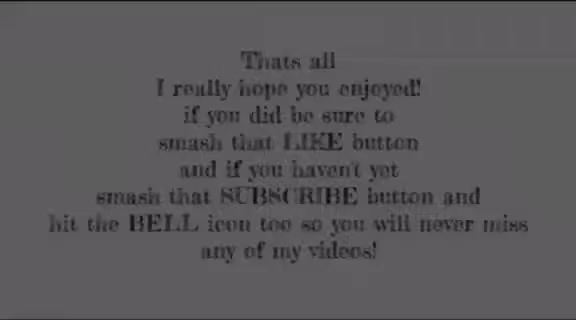 Thats all
I really hope you enjoyed!
if you did be sure to
smash that LIKE button
and if you haven't yet
smash that SUBSCRIBE button and
hit the BELL icon too so you will never miss
any of my videos!